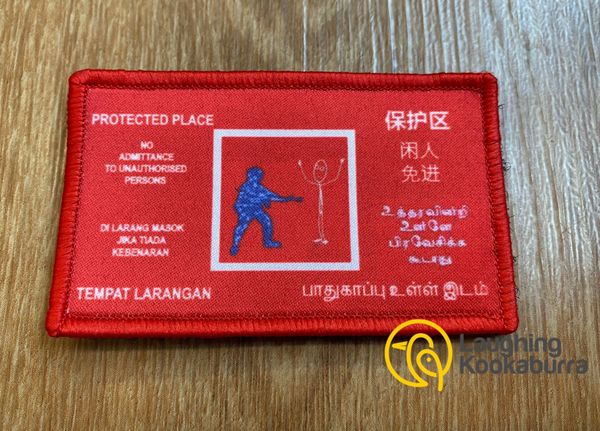 PROTECTED PLACE
NO
ADMITTANCE
TO UNAUTHORISED
PERSONS
DI LARANG MASOK
JIKA TIADA
KEBENARAN
TEMPAT LARANGAN
保护区
闲人
免进
உத்தரவின்றி
உள்ளே
பிரவேசிக்க
கூடாது
பாதுகாப்பு உள்ள இடம்
Laughing
Kookaburra